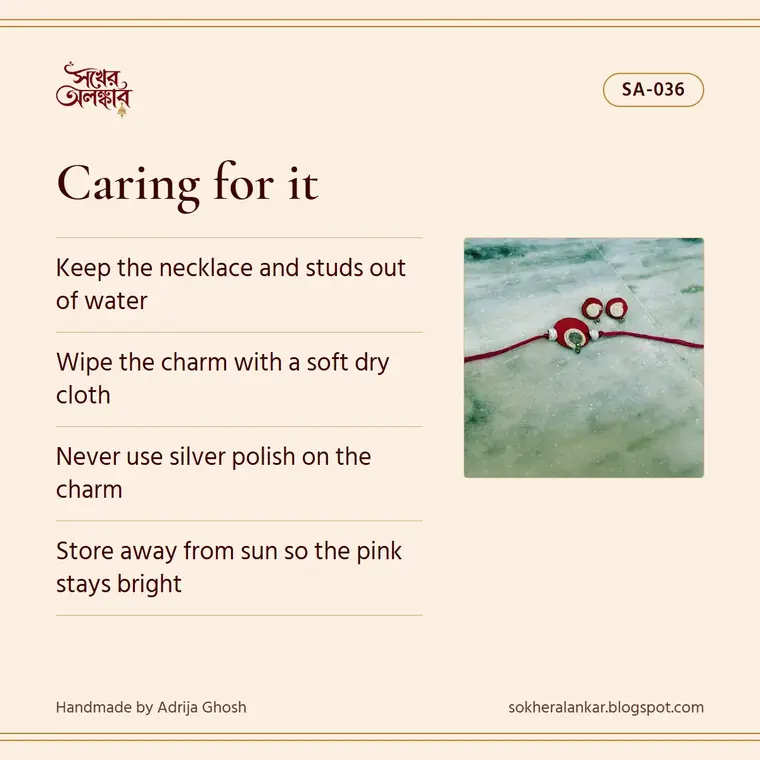 সখের
অলঙ্কার
SA-036
Caring for it
Keep the necklace and studs out
of water
Wipe the charm with a soft dry
cloth
Never use silver polish on the
charm
Store away from sun so the pink
stays bright
Handmade by Adrija Ghosh
sokheralankar.blogspot.com